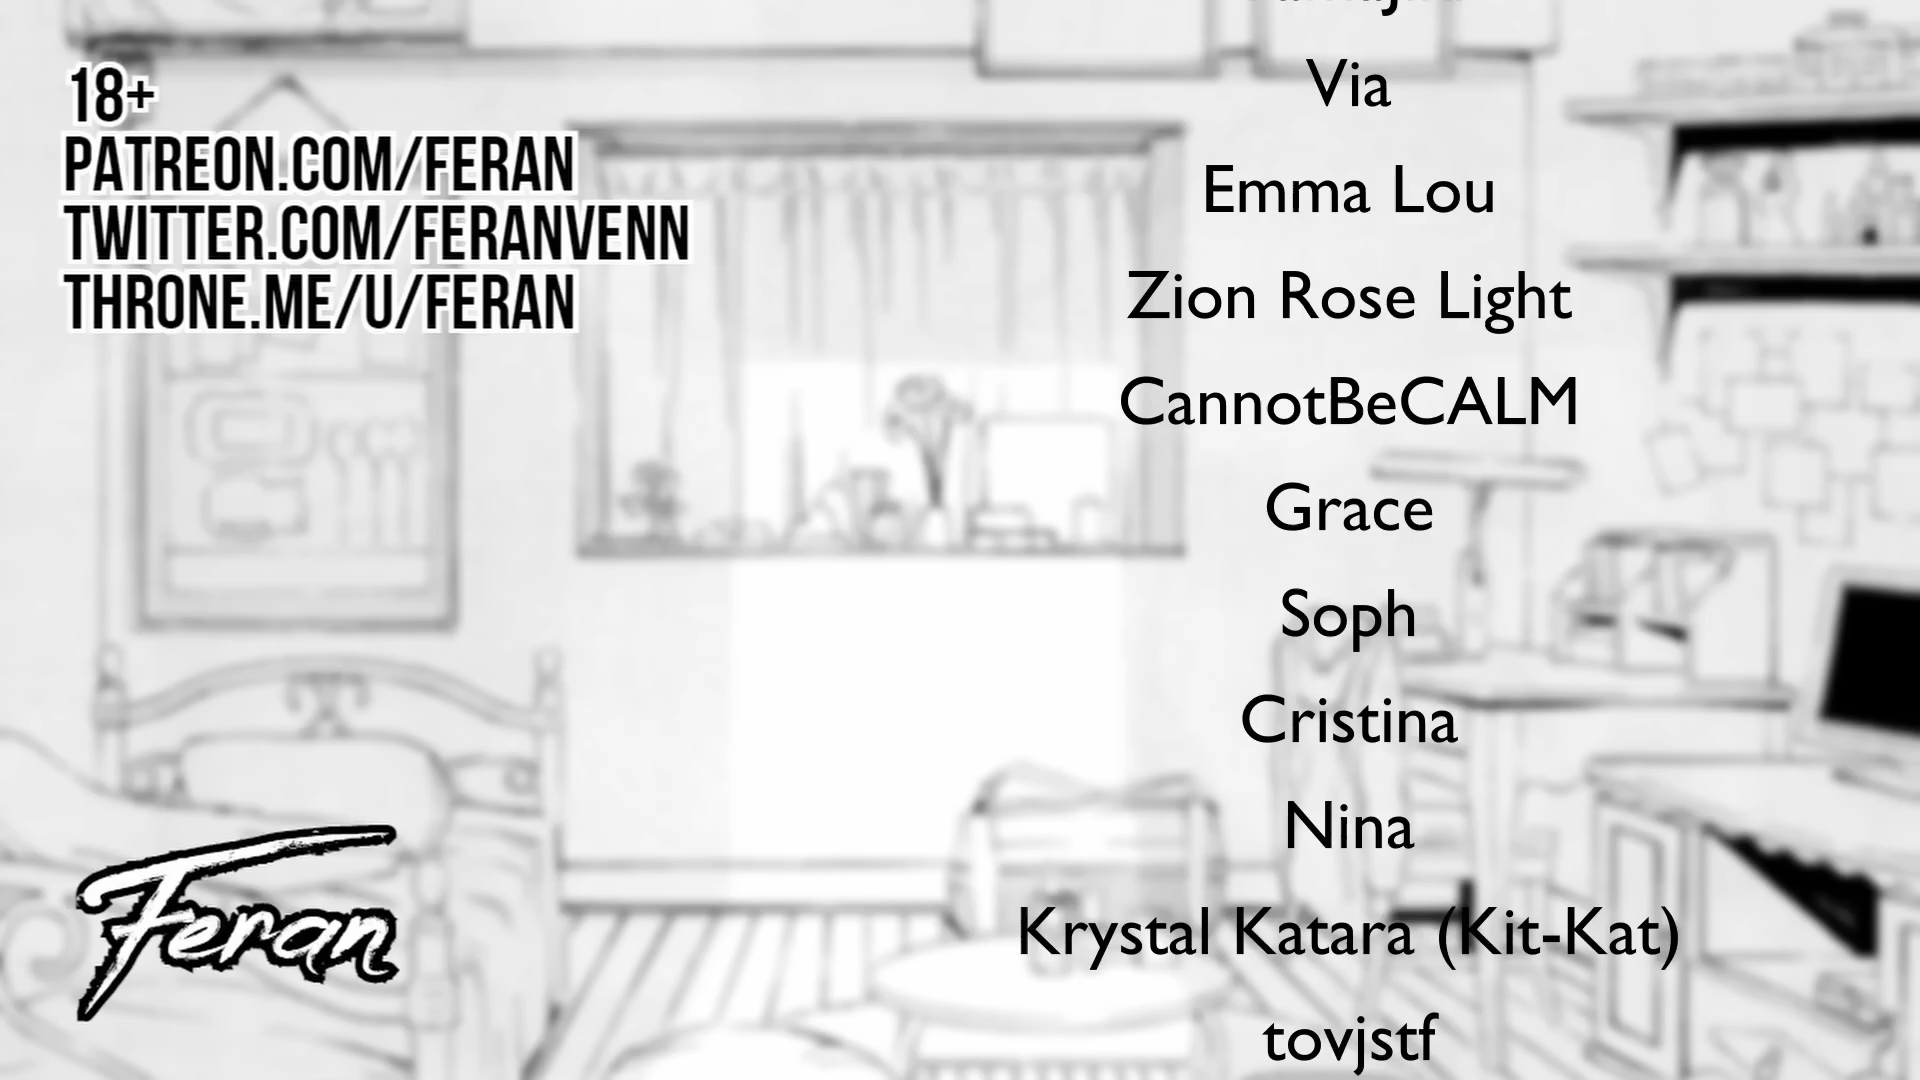 18+
PATREON.COM/FERAN
TWITTER.COM/FERANVENN
THRONE.ME/U/FERAN
Via
Emma Lou
Zion Rose Light
CannotBeCALM
Grace
Soph
Cristina
Nina
Krystal Katara (Kit-Kat)
tovjstf
Feran